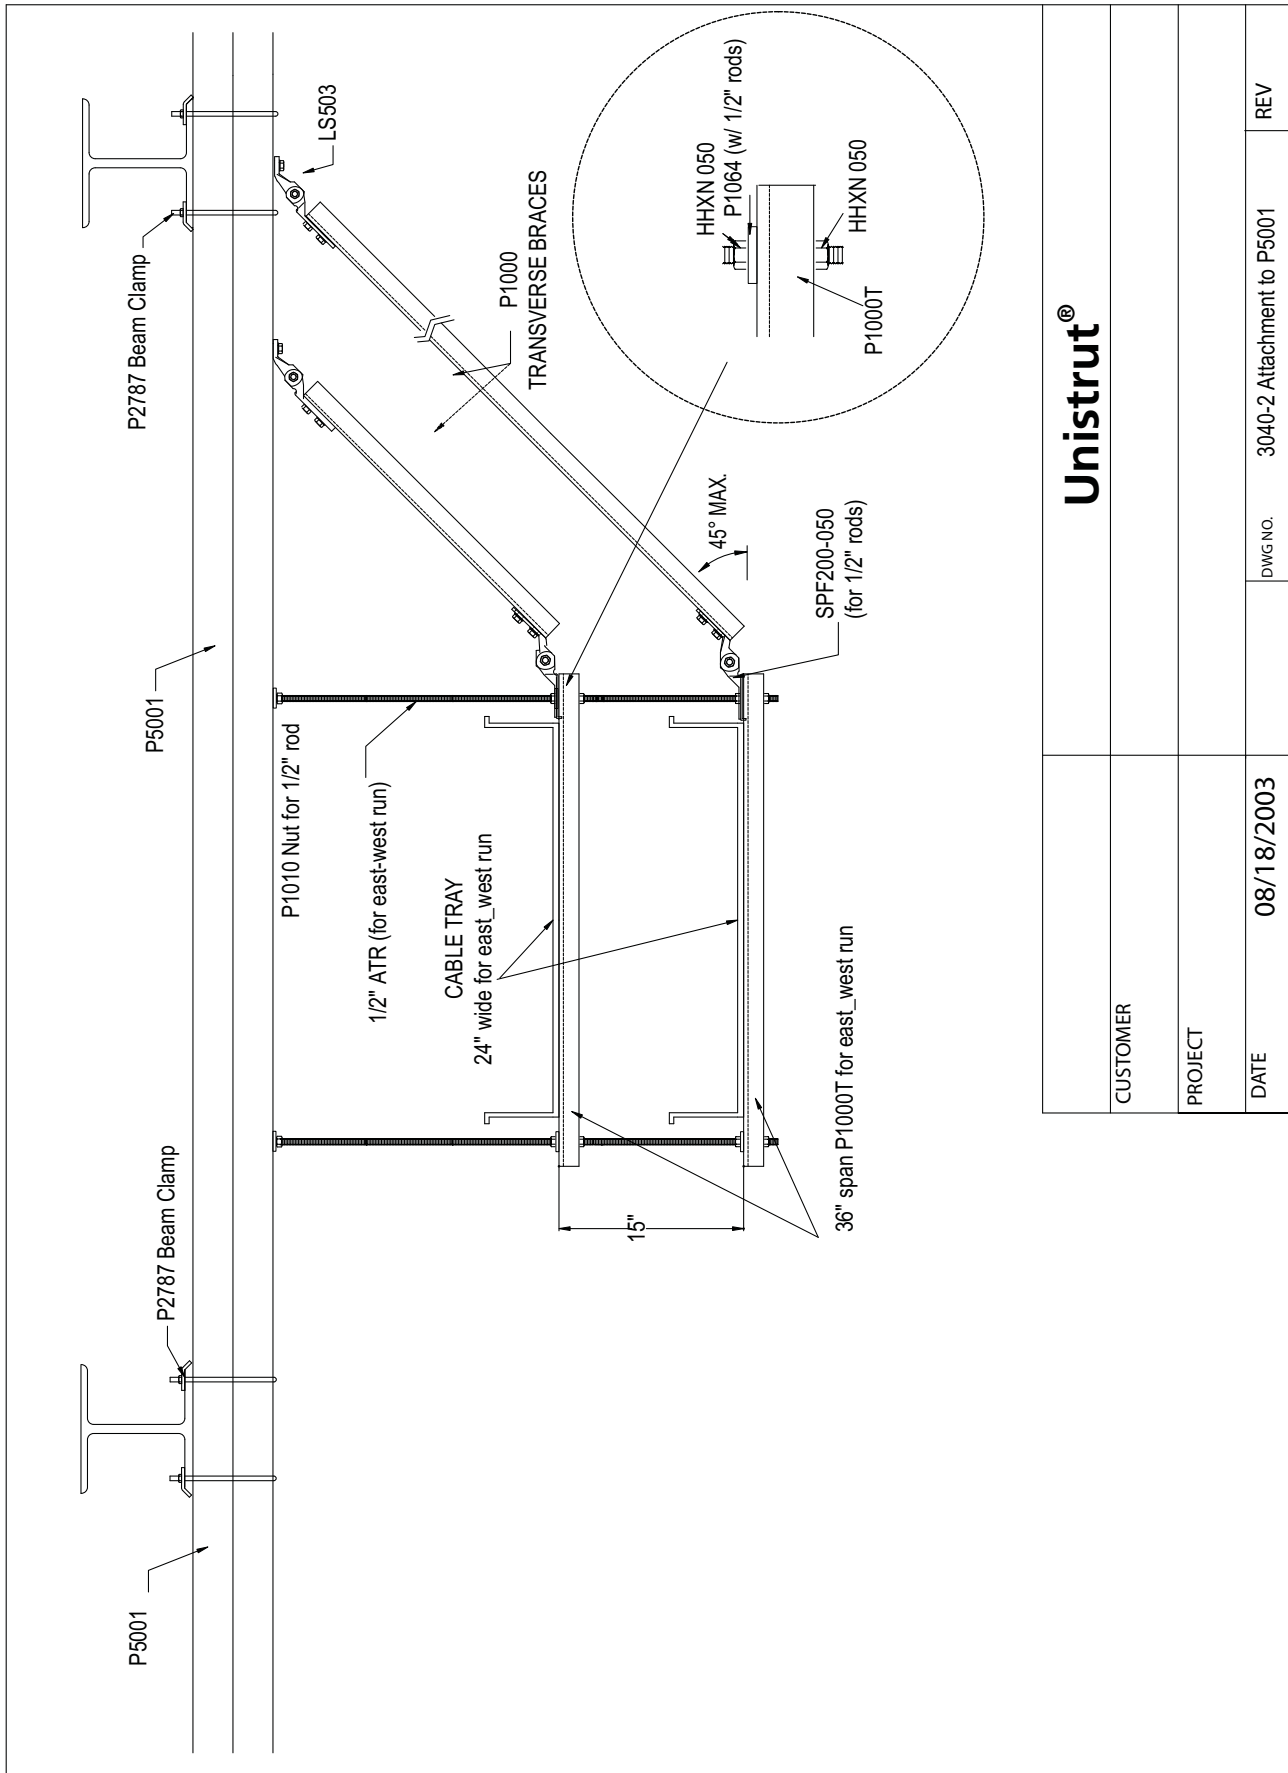 P5001
P2787 Beam Clamp
P5001
P2787 Beam Clamp
LS503
P1010 Nut for 1/2" rod
1/2" ATR (for east-west run)
CABLE TRAY
24" wide for east_west run
P1000
TRANSVERSE BRACES
15"
36" span P1000T for east_west run
45° MAX.
SPF200-050
(for 1/2" rods)
HHXN 050
P1064 (w/ 1/2" rods)
HHXN 050
P1000T
Unistrut®
CUSTOMER
PROJECT
DATE 08/18/2003
DWG NO. 3040-2 Attachment to P5001
REV